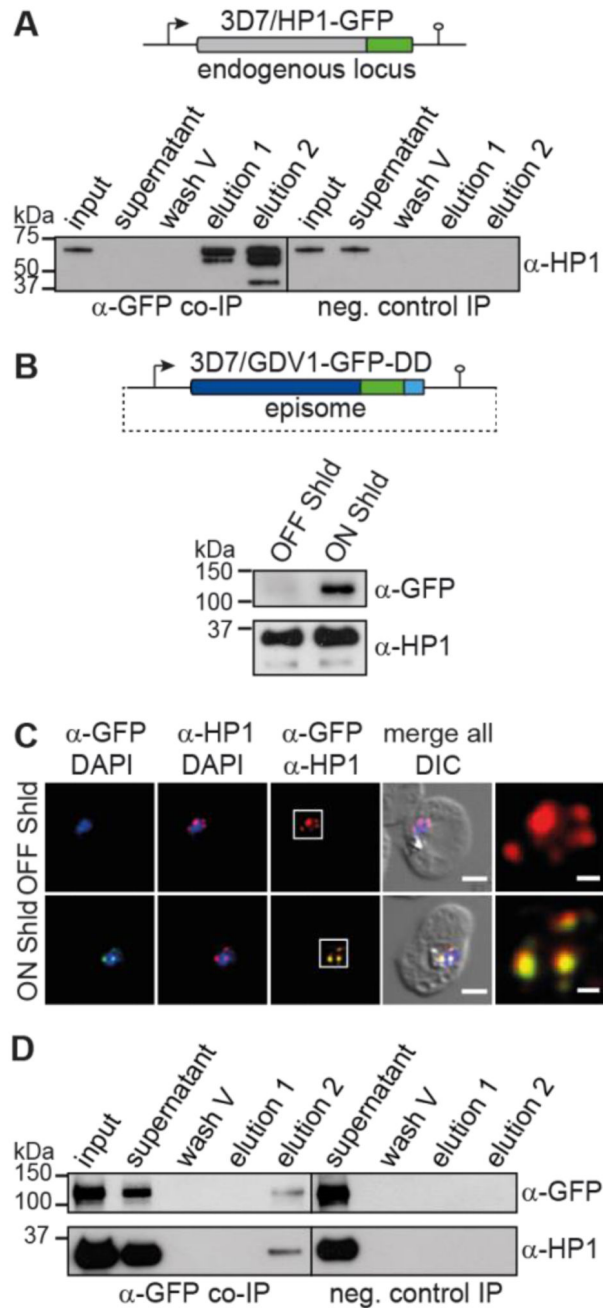 A
3D7/HP1-GFP
endogenous locus
kDa
input
supernatant
wash V
elution 1
elution 2
input
supernatant
wash V
elution 1
elution 2
75
50
37
α-HP1
α-GFP co-IP neg. control IP
B
3D7/GDV1-GFP-DD
episome
kDa
OFF Shld
ON Shld
150
100
α-GFP
37
α-HP1
C
α-GFP α-HP1 α-GFP merge all
DAPI DAPI α-HP1 DIC
OFF Shld
ON Shld
D
kDa
input
supernatant
wash V
elution 1
elution 2
supernatant
wash V
elution 1
elution 2
150
100
α-GFP
37
α-HP1
α-GFP co-IP neg. control IP